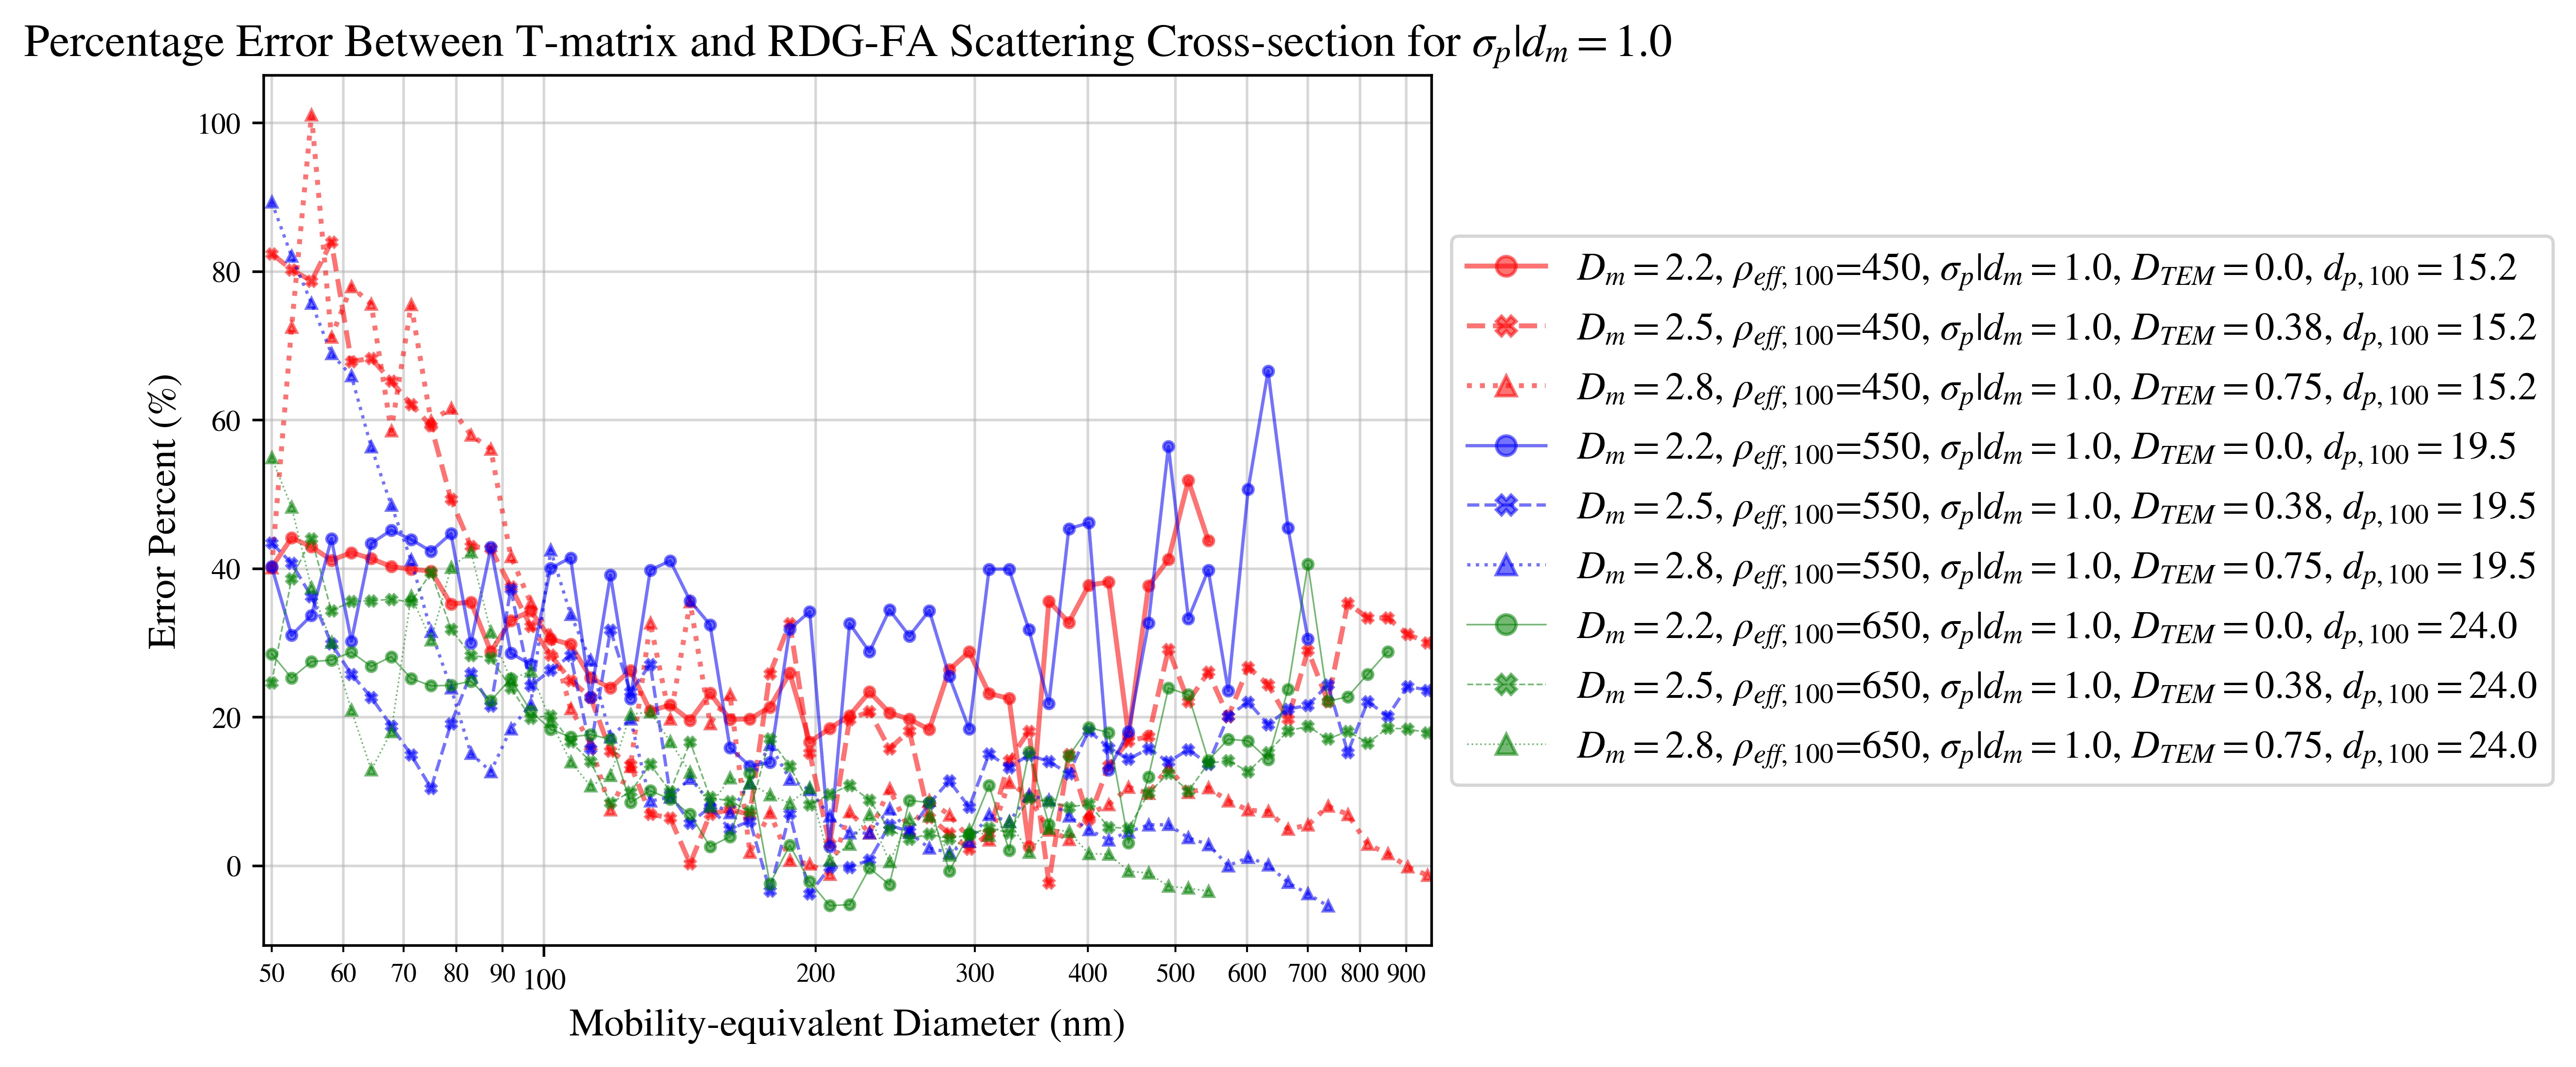 Percentage Error Between T-matrix and RDG-FA Scattering Cross-section for σp|dm = 1.0
Error Percent (%)
100
80
60
40
20
0
50 60 70 80 90 100 200 300 400 500 600 700 800 900
Mobility-equivalent Diameter (nm)
Dm = 2.2, ρeff,100=450, σp|dm = 1.0, DTEM = 0.0, dp,100 = 15.2
Dm = 2.5, ρeff,100=450, σp|dm = 1.0, DTEM = 0.38, dp,100 = 15.2
Dm = 2.8, ρeff,100=450, σp|dm = 1.0, DTEM = 0.75, dp,100 = 15.2
Dm = 2.2, ρeff,100=550, σp|dm = 1.0, DTEM = 0.0, dp,100 = 19.5
Dm = 2.5, ρeff,100=550, σp|dm = 1.0, DTEM = 0.38, dp,100 = 19.5
Dm = 2.8, ρeff,100=550, σp|dm = 1.0, DTEM = 0.75, dp,100 = 19.5
Dm = 2.2, ρeff,100=650, σp|dm = 1.0, DTEM = 0.0, dp,100 = 24.0
Dm = 2.5, ρeff,100=650, σp|dm = 1.0, DTEM = 0.38, dp,100 = 24.0
Dm = 2.8, ρeff,100=650, σp|dm = 1.0, DTEM = 0.75, dp,100 = 24.0